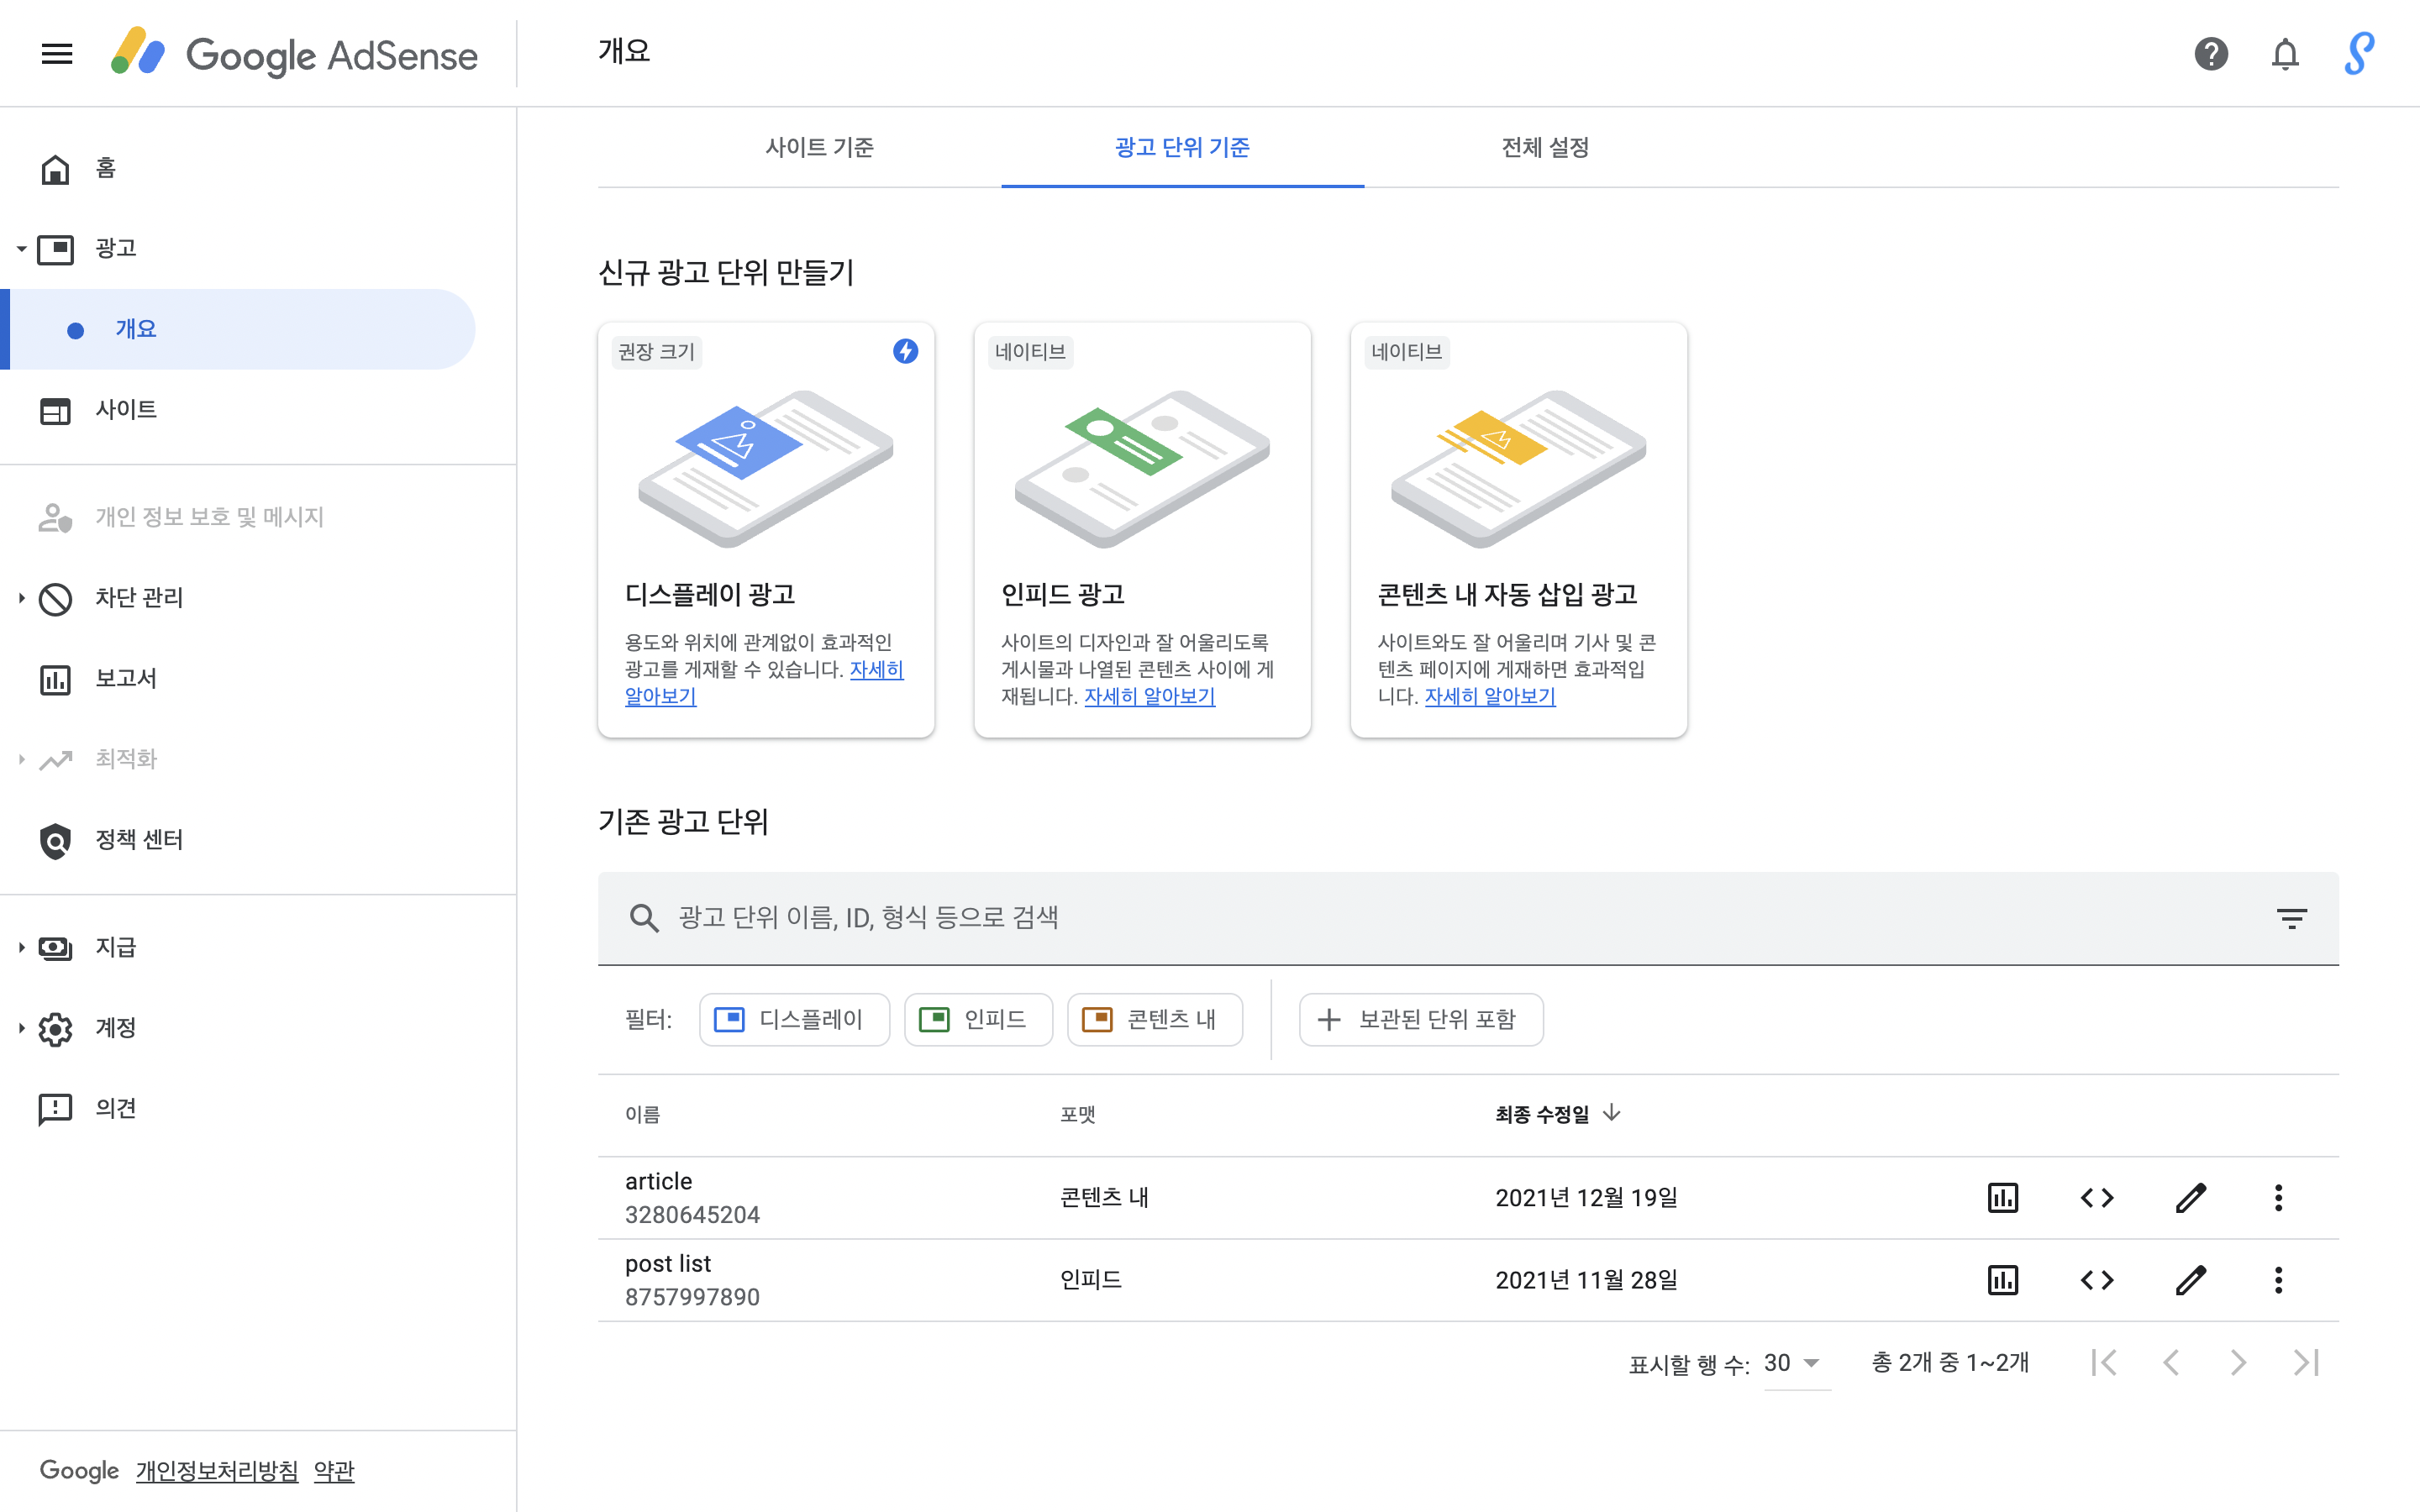 Google AdSense
개요
홈
광고
개요
사이트
개인 정보 보호 및 메시지
차단 관리
보고서
최적화
정책 센터
지급
계정
의견
Google 개인정보처리방침 약관
사이트 기준 광고 단위 기준 전체 설정
신규 광고 단위 만들기
권장 크기
디스플레이 광고
용도와 위치에 관계없이 효과적인
광고를 게재할 수 있습니다. 자세히
알아보기
네이티브
인피드 광고
사이트의 디자인과 잘 어울리도록
게시물과 나열된 콘텐츠 사이에 게
재됩니다. 자세히 알아보기
네이티브
콘텐츠 내 자동 삽입 광고
사이트와도 잘 어울리며 기사 및 콘
텐츠 페이지에 게재하면 효과적입
니다. 자세히 알아보기
기존 광고 단위
광고 단위 이름, ID, 형식 등으로 검색
필터: 디스플레이 인피드 콘텐츠 내 보관된 단위 포함
이름 포맷 최종 수정일
article
3280645204
콘텐츠 내
2021년 12월 19일
post list
8757997890
인피드
2021년 11월 28일
표시할 행 수: 30 총 2개 중 1~2개